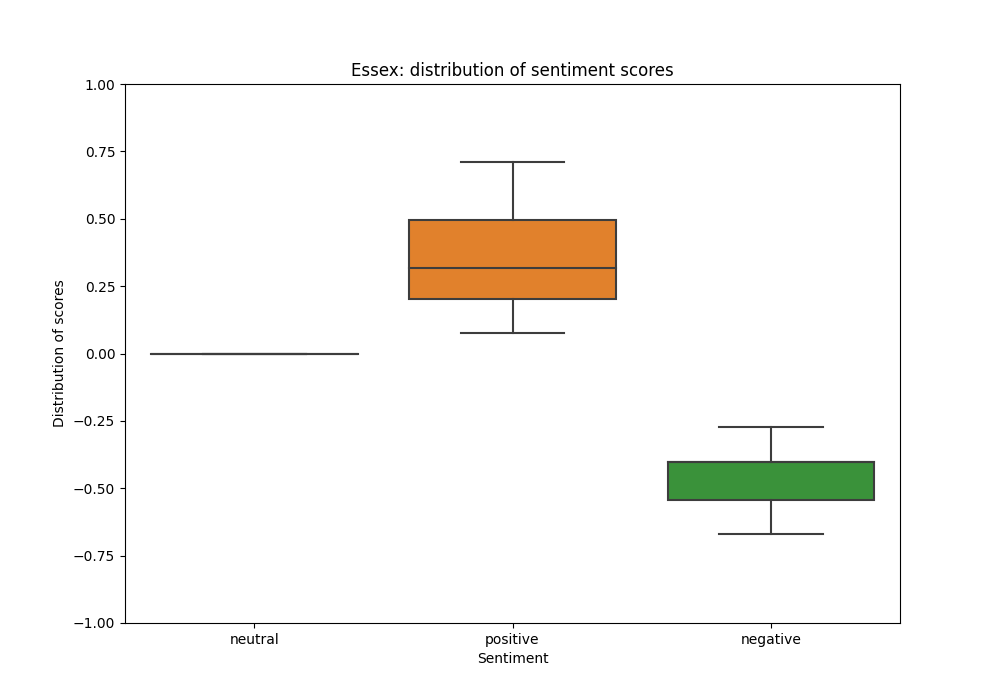 Essex: distribution of sentiment scores
1.00
0.75
0.50
0.25
0.00
−0.25
−0.50
−0.75
−1.00
Distribution of scores
neutral positive negative
Sentiment